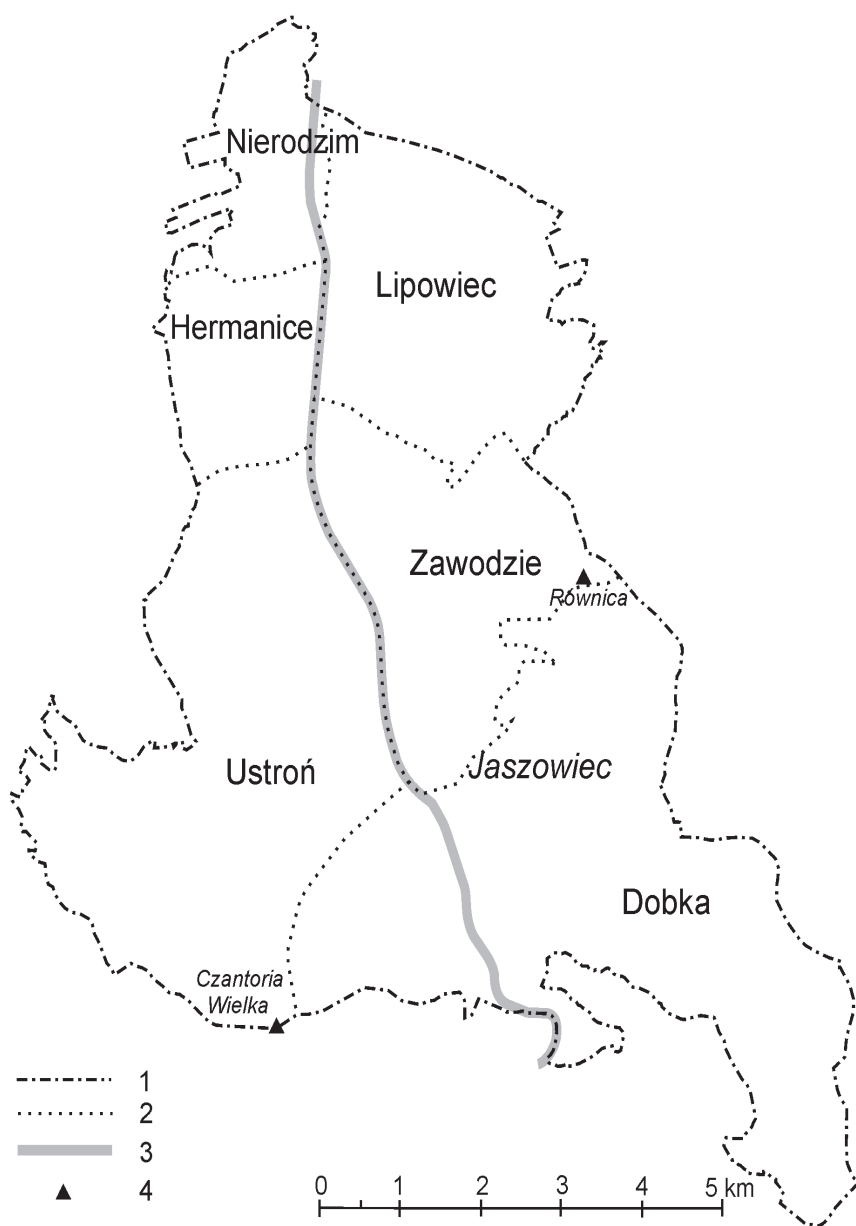 Nierodzim
Lipowiec
Hermanice
Zawodzie
Równica
Ustroń
Jaszowiec
Dobka
Czantoria
Wielka
1
2
3
4
0 1 2 3 4 5 km